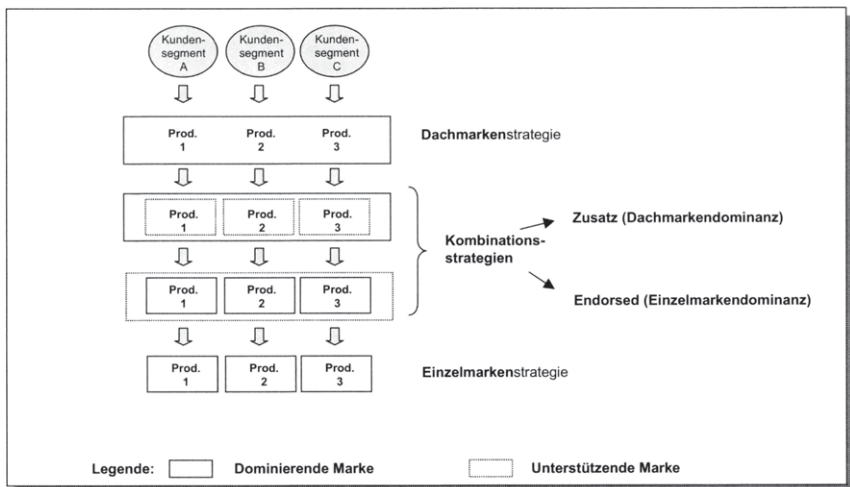 Kunden-
segment
A
Kunden-
segment
B
Kunden-
segment
C
Prod.
1
Prod.
2
Prod.
3
Dachmarkenstrategie
Prod.
1
Prod.
2
Prod.
3
Zusatz (Dachmarkendominanz)
Kombinations-
strategien
Prod.
1
Prod.
2
Prod.
3
Endorsed (Einzelmarkendominanz)
Prod.
1
Prod.
2
Prod.
3
Einzelmarkenstrategie
Legende:
Dominierende Marke
Unterstützende Marke